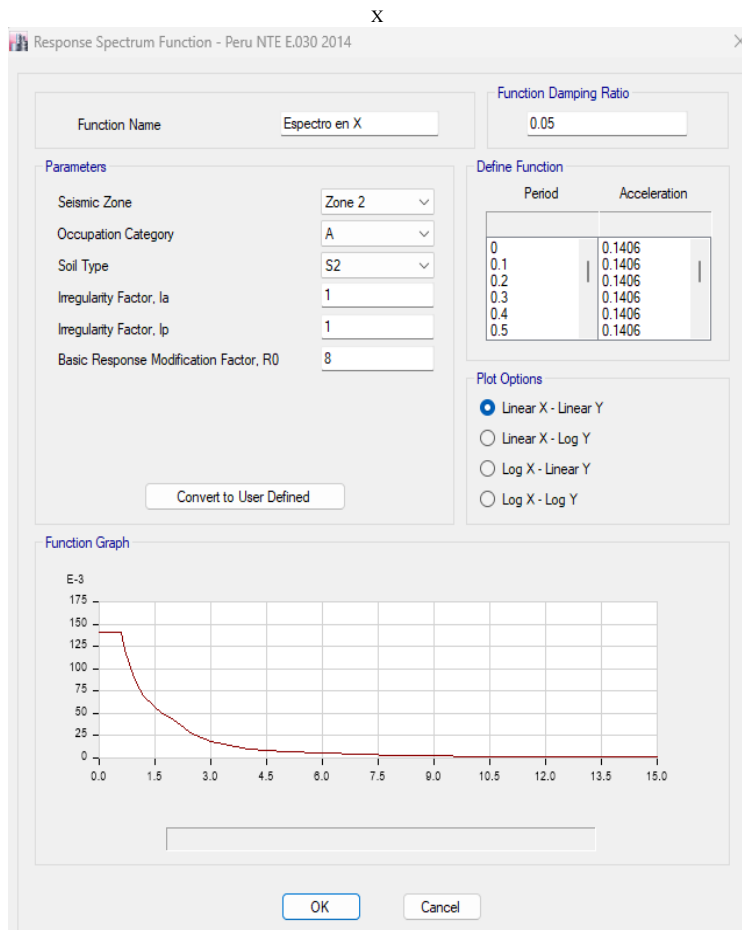 X
Response Spectrum Function - Peru NTE E.030 2014
Function Name
Espectro en X
Function Damping Ratio
0.05
Parameters
Seismic Zone
Zone 2
Occupation Category
A
Soil Type
S2
Irregularity Factor, Ia
1
Irregularity Factor, Ip
1
Basic Response Modification Factor, R0
8
Convert to User Defined
Define Function
Period Acceleration
0 0.1406
0.1 0.1406
0.2 0.1406
0.3 0.1406
0.4 0.1406
0.5 0.1406
Plot Options
Linear X - Linear Y
Linear X - Log Y
Log X - Linear Y
Log X - Log Y
Function Graph
E-3
175
150
125
100
75
50
25
0
0.0 1.5 3.0 4.5 6.0 7.5 9.0 10.5 12.0 13.5 15.0
OK Cancel